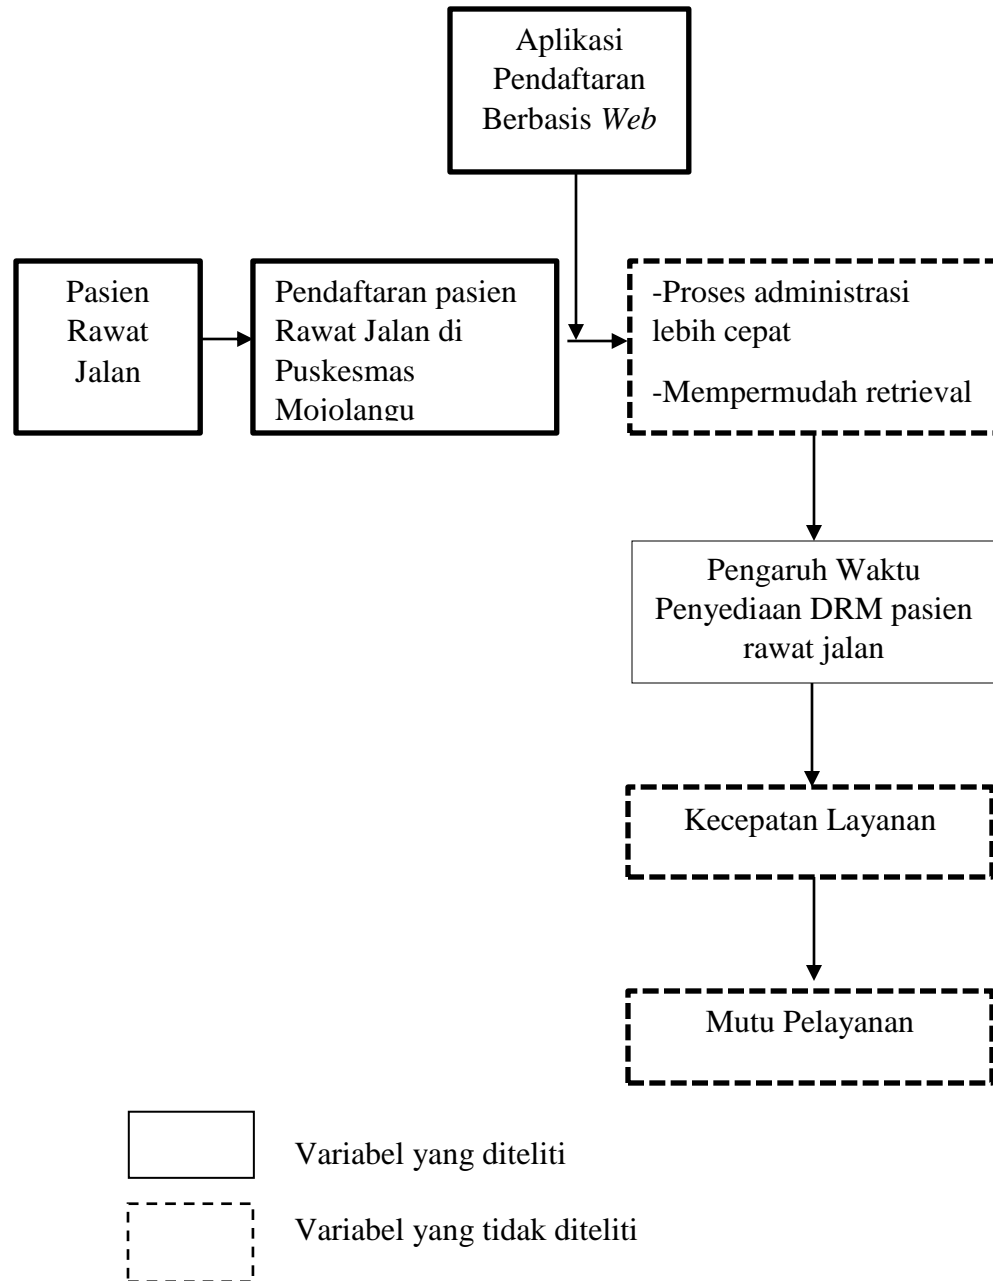 Aplikasi
Pendaftaran
Berbasis Web
Pasien
Rawat
Jalan
Pendaftaran pasien
Rawat Jalan di
Puskesmas
Mojolangu
-Proses administrasi
lebih cepat
-Mempermudah retrieval
Pengaruh Waktu
Penyediaan DRM pasien
rawat jalan
Kecepatan Layanan
Mutu Pelayanan
Variabel yang diteliti
Variabel yang tidak diteliti